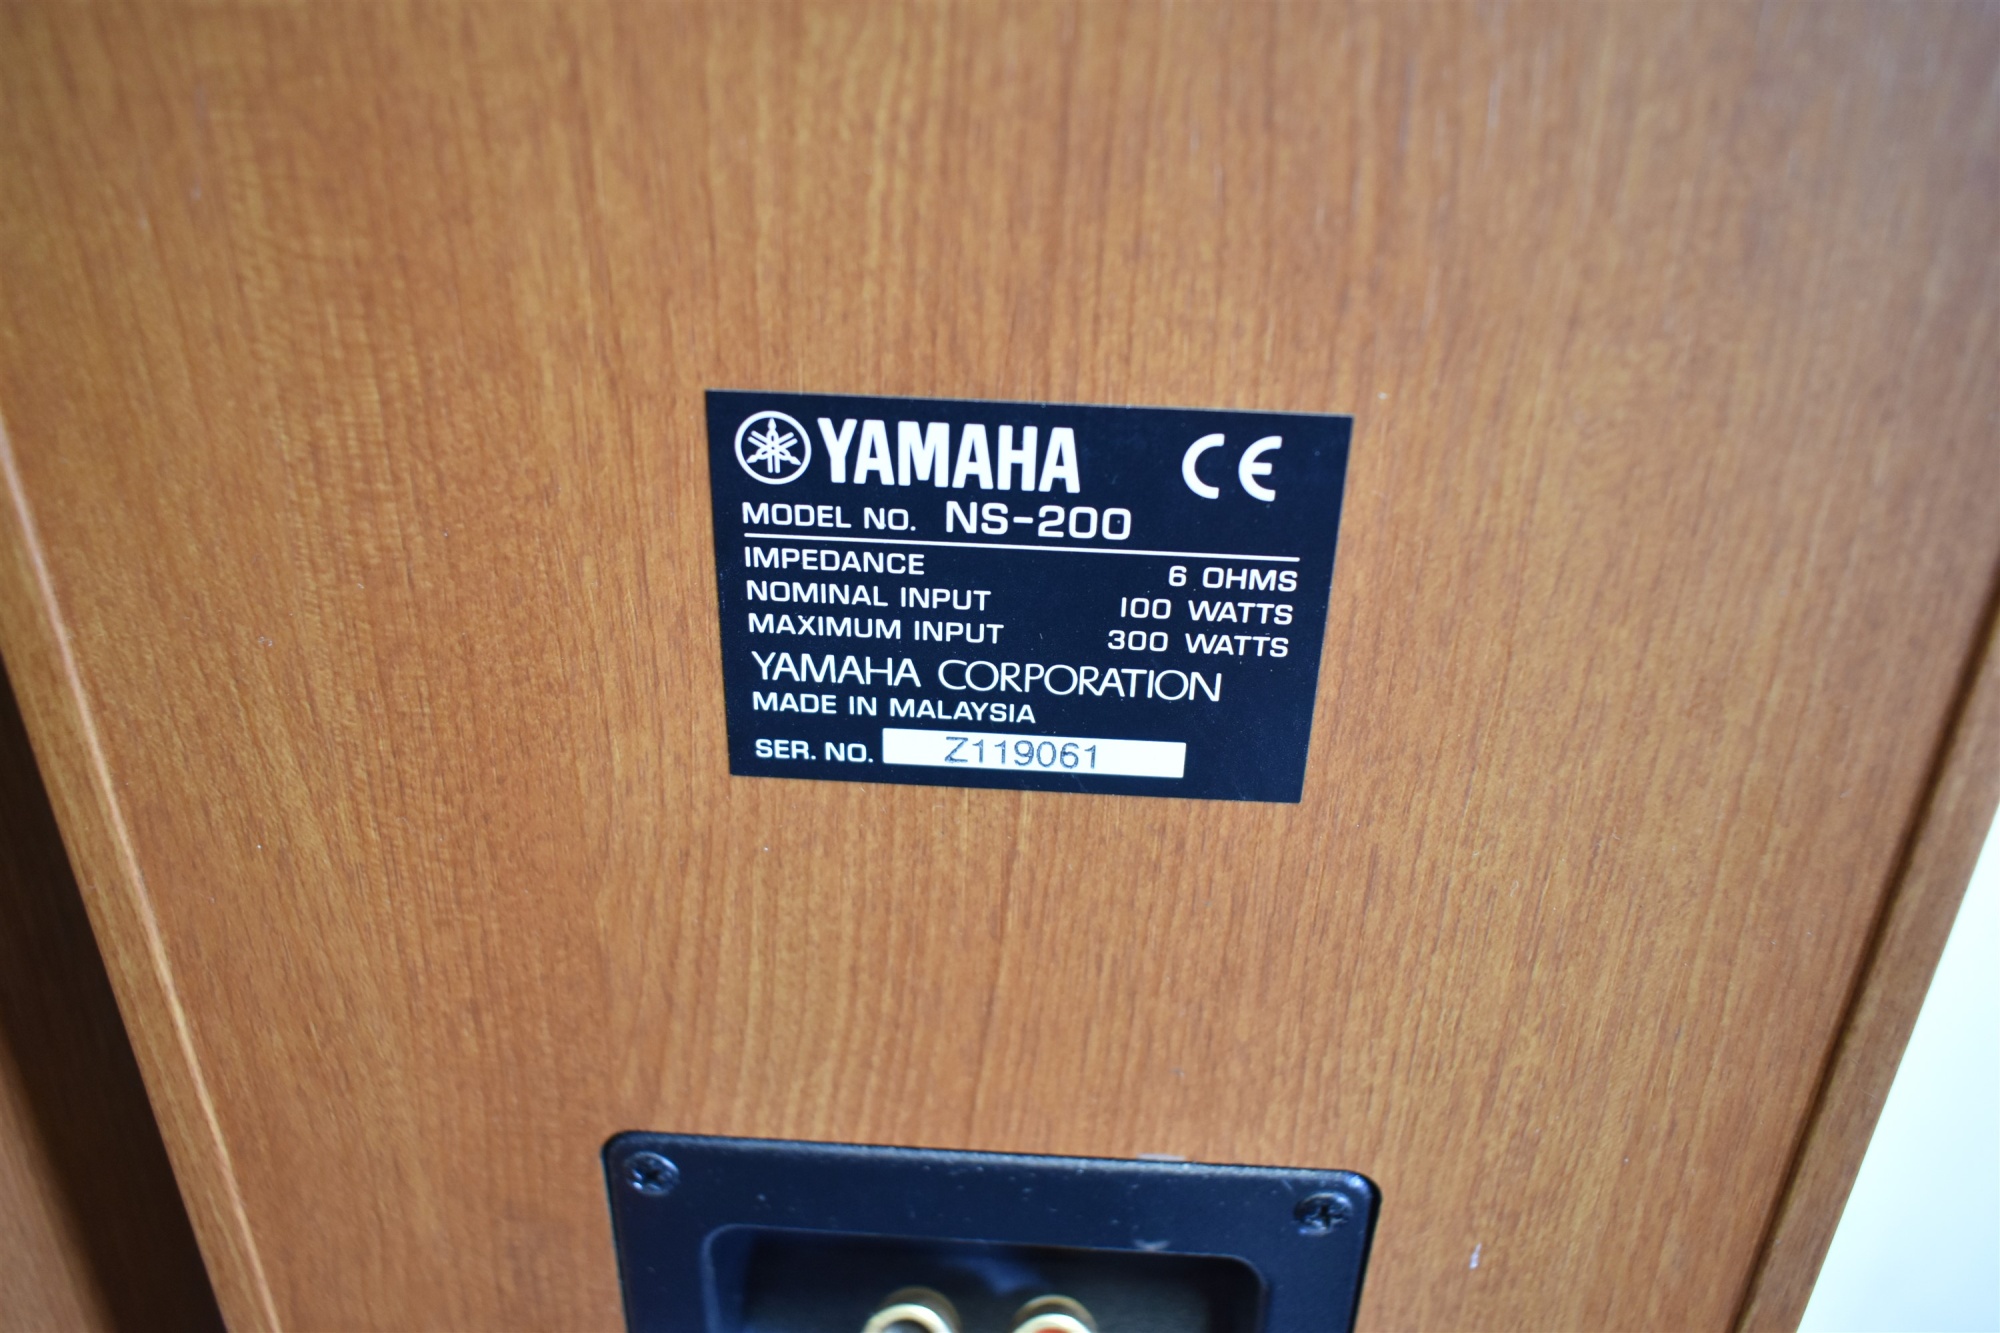 YAMAHA CE
MODEL NO. NS-200
IMPEDANCE 6 OHMS
NOMINAL INPUT 100 WATTS
MAXIMUM INPUT 300 WATTS
YAMAHA CORPORATION
MADE IN MALAYSIA
SER. NO. Z119061